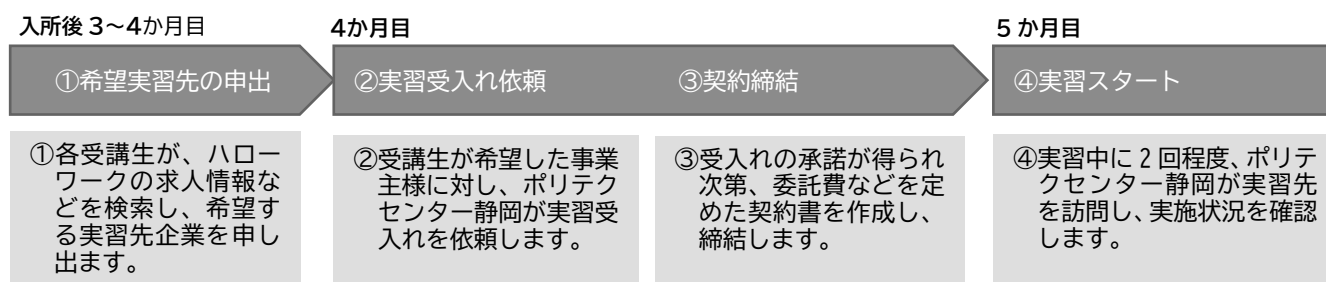 入所後 3～4か月目
4か月目
5 か月目
①希望実習先の申出
②実習受入れ依頼
③契約締結
④実習スタート
①各受講生が、ハロー
ワークの求人情報な
どを検索し、希望す
る実習先企業を申し
出ます。
②受講生が希望した事業
主様に対し、ポリテク
センター静岡が実習受
入れを依頼します。
③受入れの承諾が得られ
次第、委託費などを定
めた契約書を作成し、
締結します。
④実習中に 2 回程度、ポリテ
クセンター静岡が実習先
を訪問し、実施状況を確認
します。